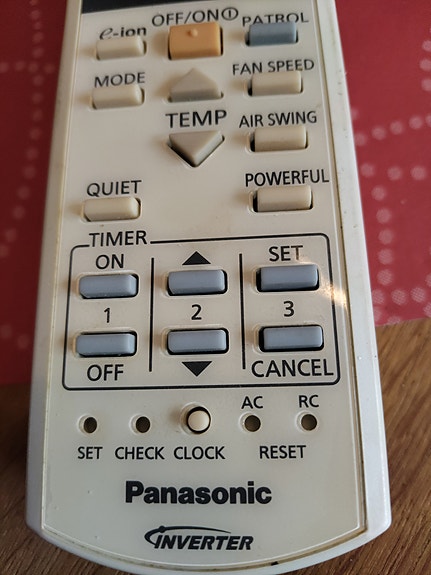 e-ion OFF/ON PATROL
MODE FAN SPEED
TEMP AIR SWING
QUIET POWERFUL
TIMER
ON SET
1 2 3
OFF CANCEL
AC RC
SET CHECK CLOCK RESET
Panasonic
INVERTER